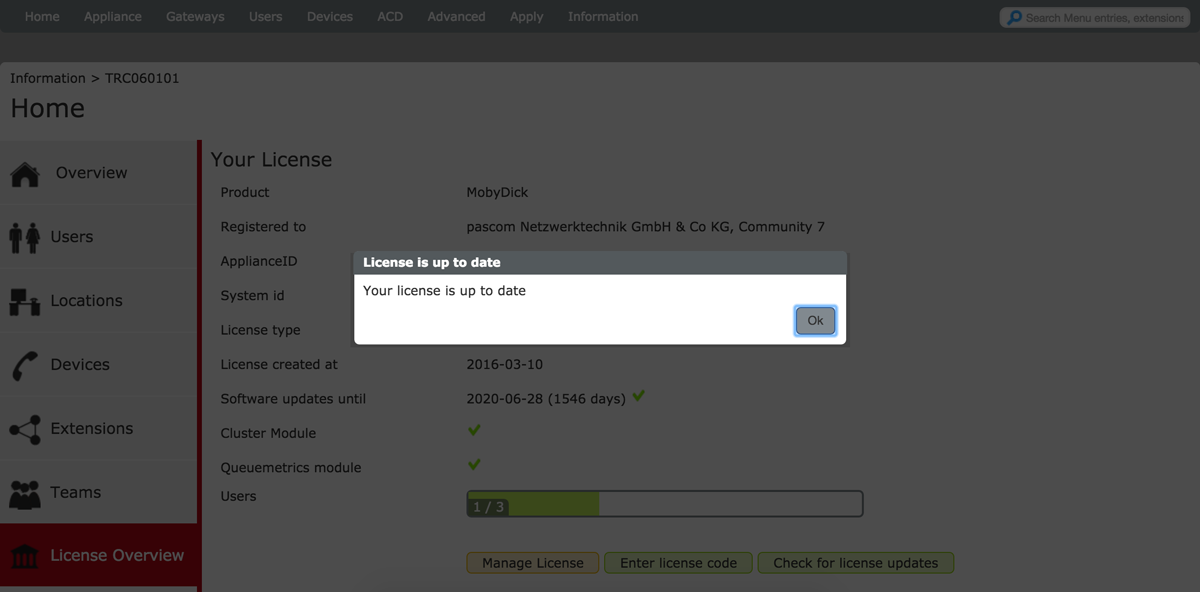 Home Appliance Gateways Users Devices ACD Advanced Apply Information Search Menu entries, extensions
Information > TRC060101
Home
Overview
Users
Locations
Devices
Extensions
Teams
License Overview
Your License
Product MobyDick
Registered to pascom Netzwerktechnik GmbH & Co KG, Community 7
ApplianceID
System id
License type
License created at 2016-03-10
Software updates until 2020-06-28 (1546 days)
Cluster Module
Queuemetrics module
Users 1 / 3
Manage License Enter license code Check for license updates
License is up to date
Your license is up to date
Ok